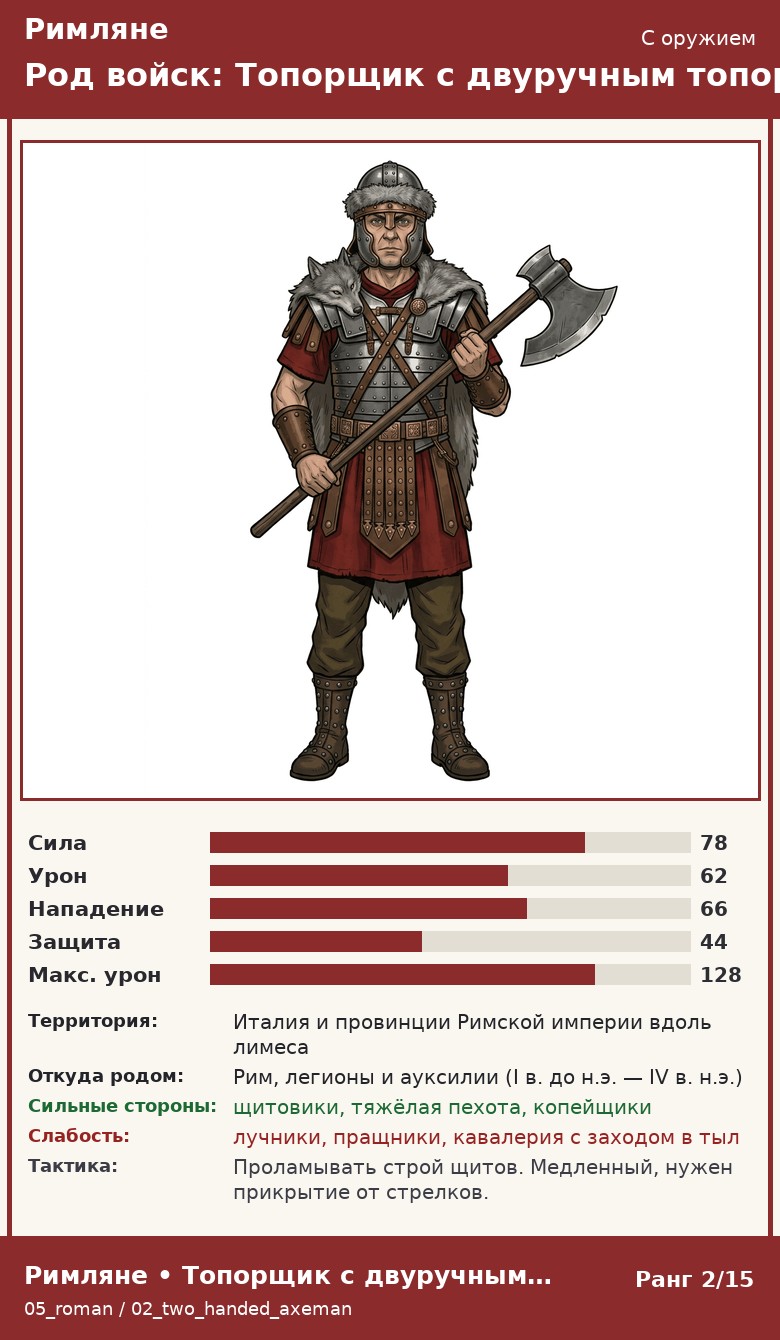 Римляне
С оружием
Род войск: Топорщик с двуручным топор
Сила 78
Урон 62
Нападение 66
Защита 44
Макс. урон 128
Территория: Италия и провинции Римской империи вдоль
лимеса
Откуда родом: Рим, легионы и ауксилии (I в. до н.э. — IV в. н.э.)
Сильные стороны: щитовики, тяжёлая пехота, копейщики
Слабость: лучники, пращники, кавалерия с заходом в тыл
Тактика: Проламывать строй щитов. Медленный, нужен
прикрытие от стрелков.
Римляне • Топорщик с двуручным…
Ранг 2/15
05_roman / 02_two_handed_axeman